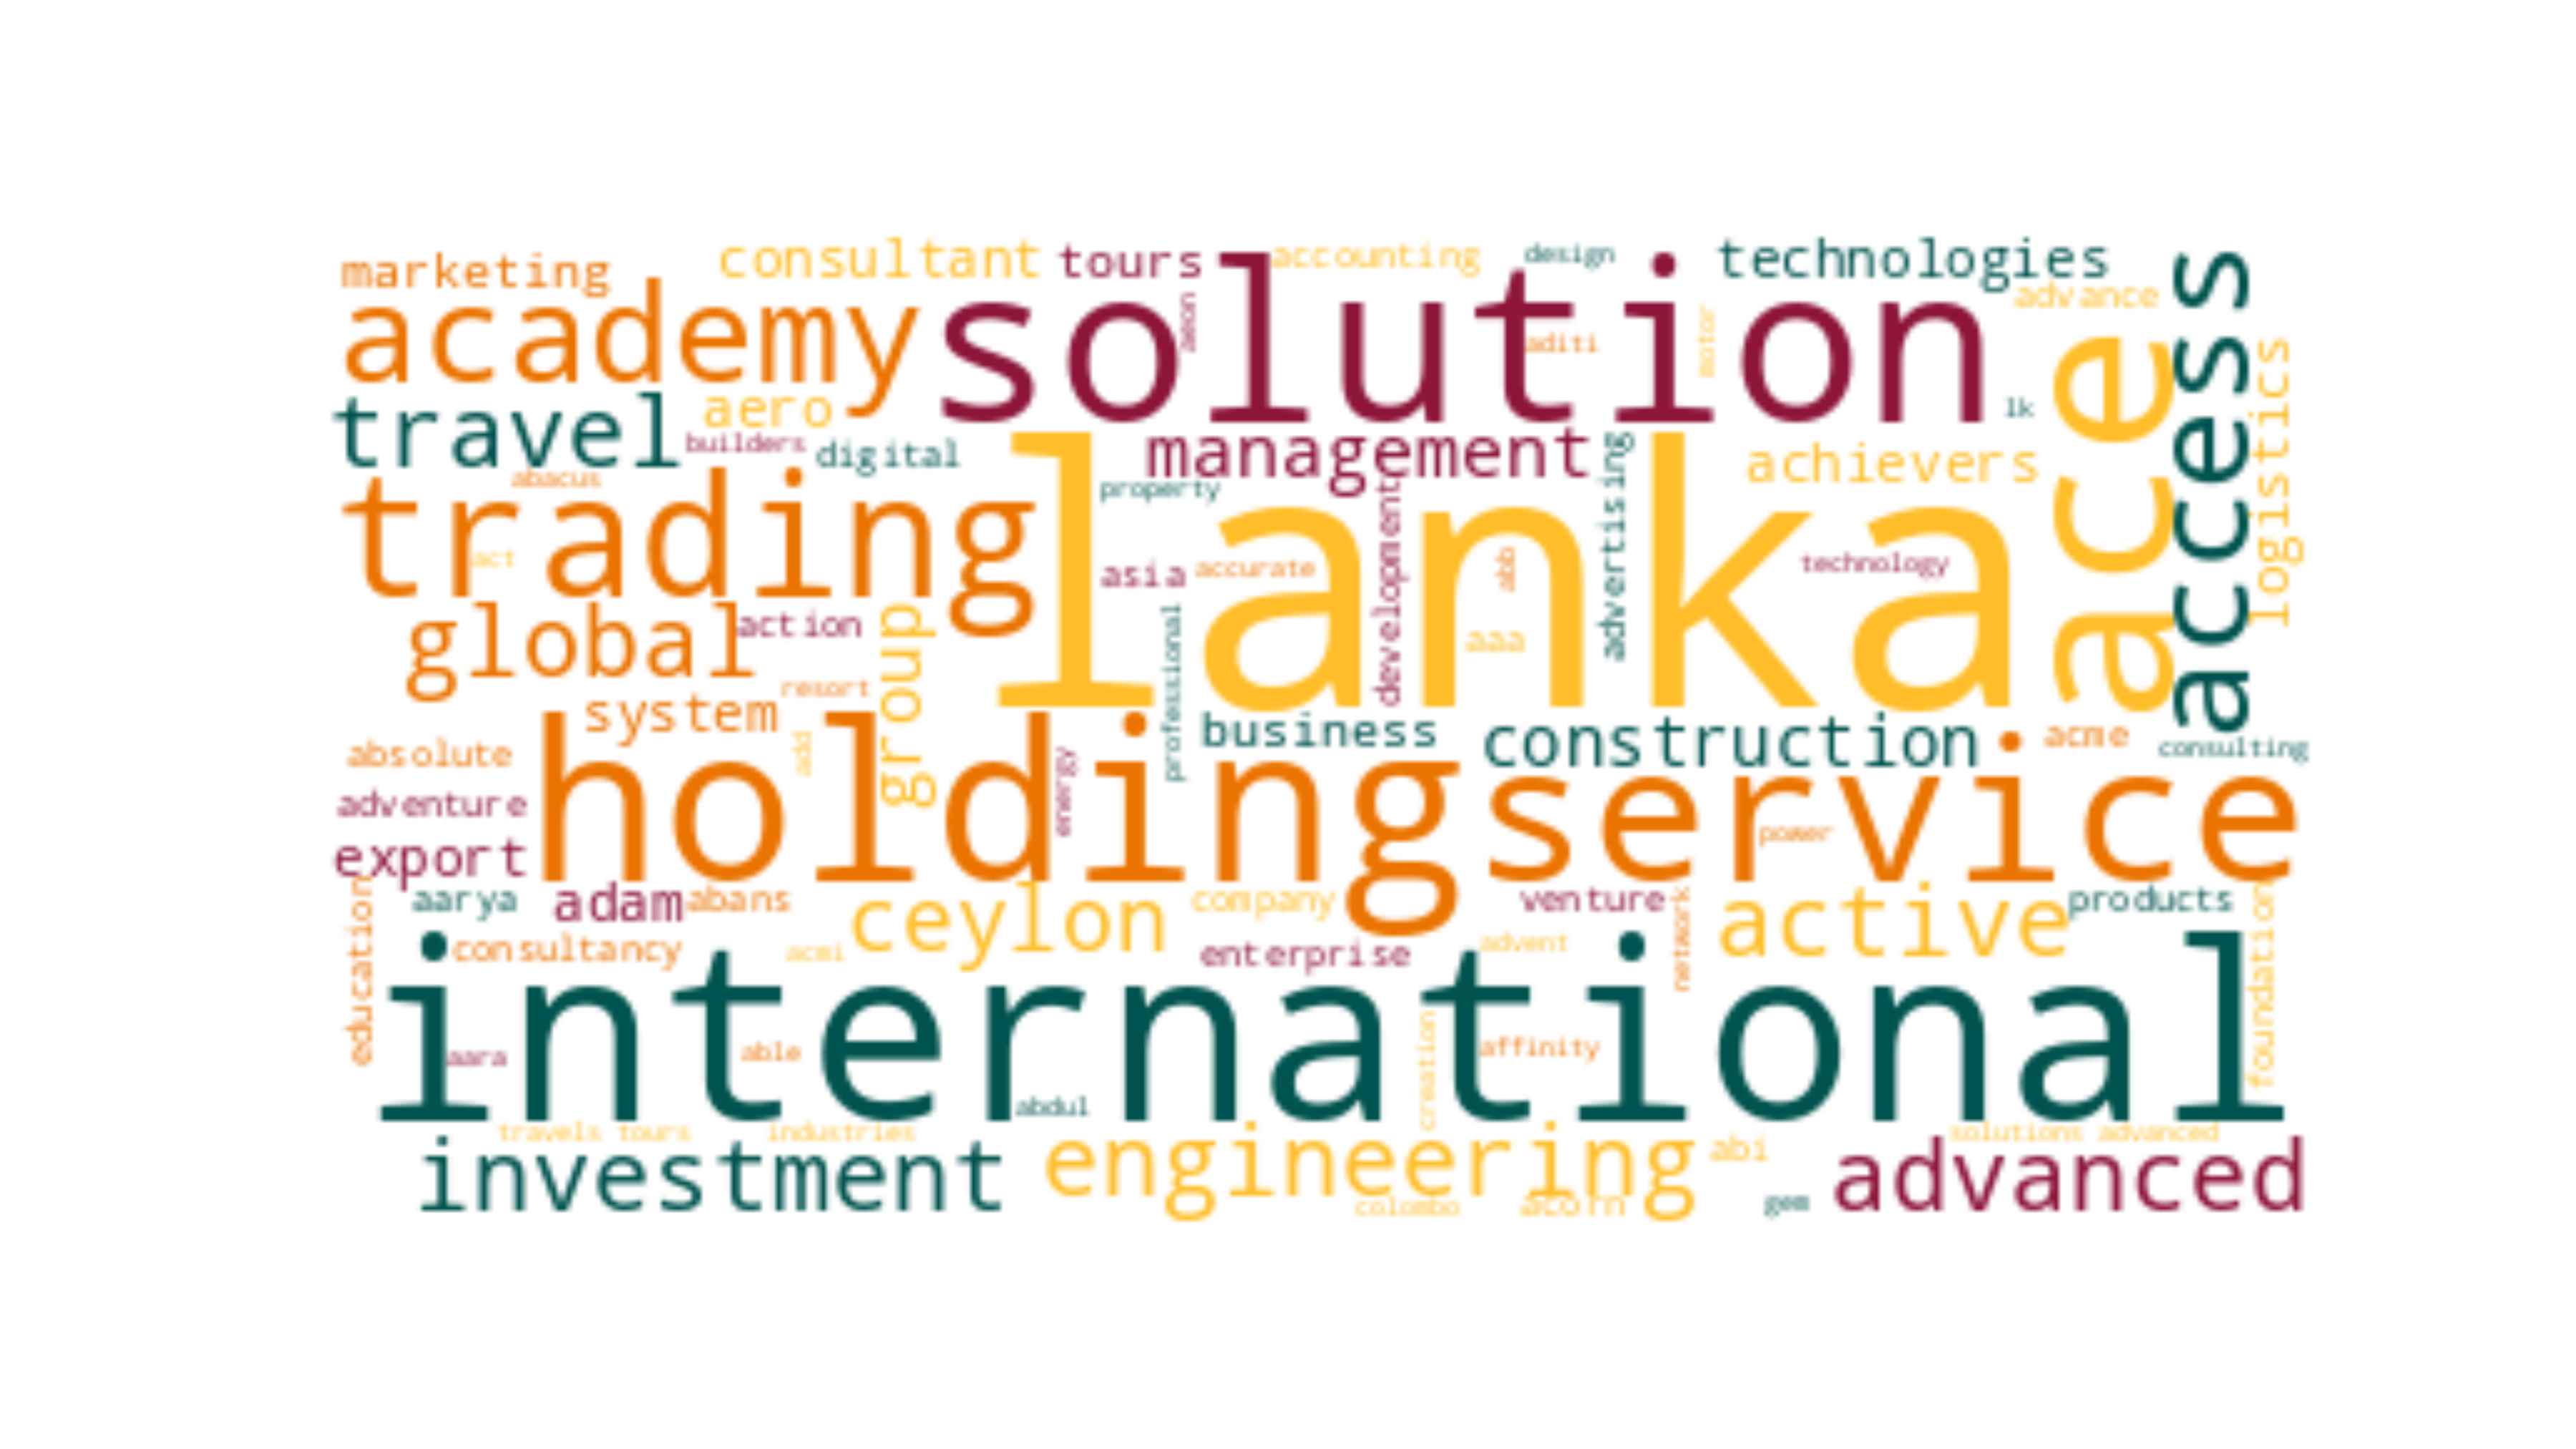 marketing
consultant
tours
accounting
design
technologies
advance
academy
solution
aeon
aditi
motor
ace
access
logistics
travel
aero
builders
digital
lk
management
achievers
abacus
property
advertising
trading
lanka
act
asia
accurate
development
abb
aaa
technology
global
action
group
professional
resort
system
add
business
construction
acme
consulting
absolute
holding
energy
service
power
adventure
export
education
aarya
adam
abans
ceylon
company
venture
network
active
products
foundation
consultancy
acmi
enterprise
advent
international
aara
able
abdul
creation
affinity
travels tours
industries
solutions advanced
investment
engineering
abi
advanced
colombo
acorn
gem